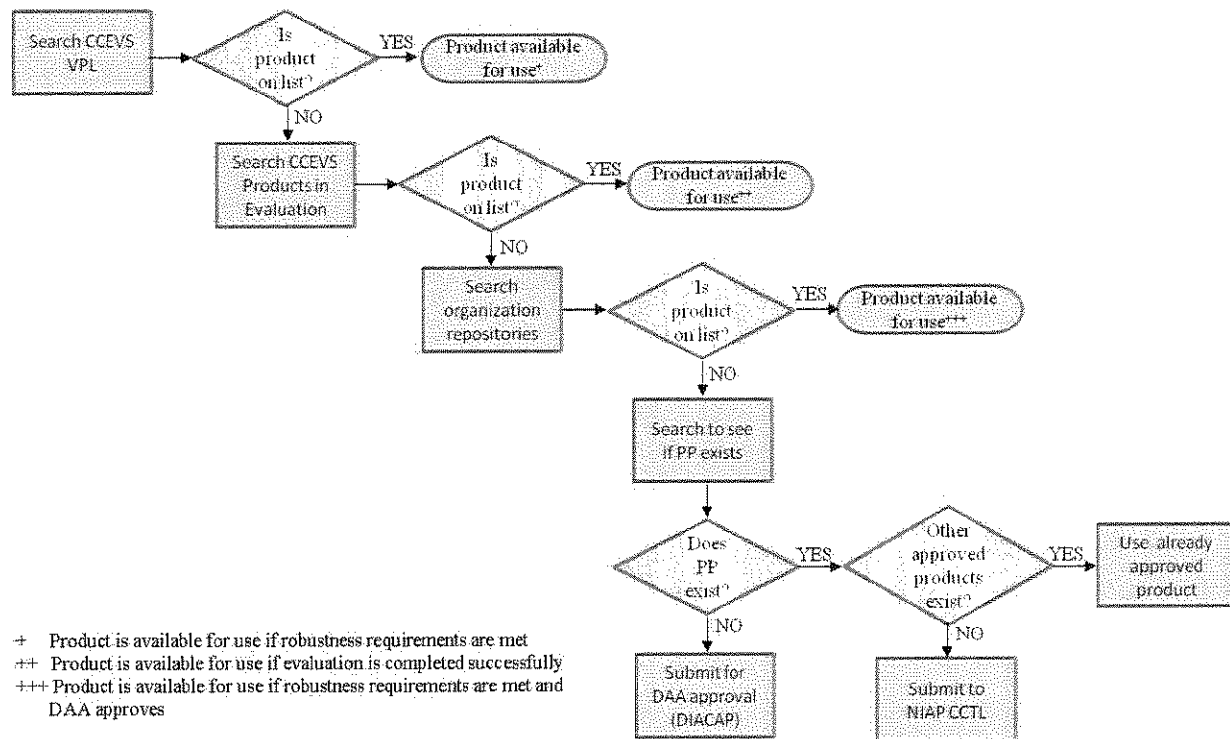 Search CCEVS
VPL
Is
product
on list?
YES
Product available
for use+
NO
Search CCEVS
Products in
Evaluation
Is
product
on list?
YES
Product available
for use++
NO
Search
organization
repositories
Is
product
on list?
YES
Product available
for use+++
NO
Search to see
if PP exists
Does
PP
exist?
YES
Other
approved
products
exist?
YES
Use already
approved
product
NO
NO
Submit for
DAA approval
(DIACAP)
Submit to
NIAP CCTL
+ Product is available for use if robustness requirements are met
++ Product is available for use if evaluation is completed successfully
+++ Product is available for use if robustness requirements are met and
DAA approves